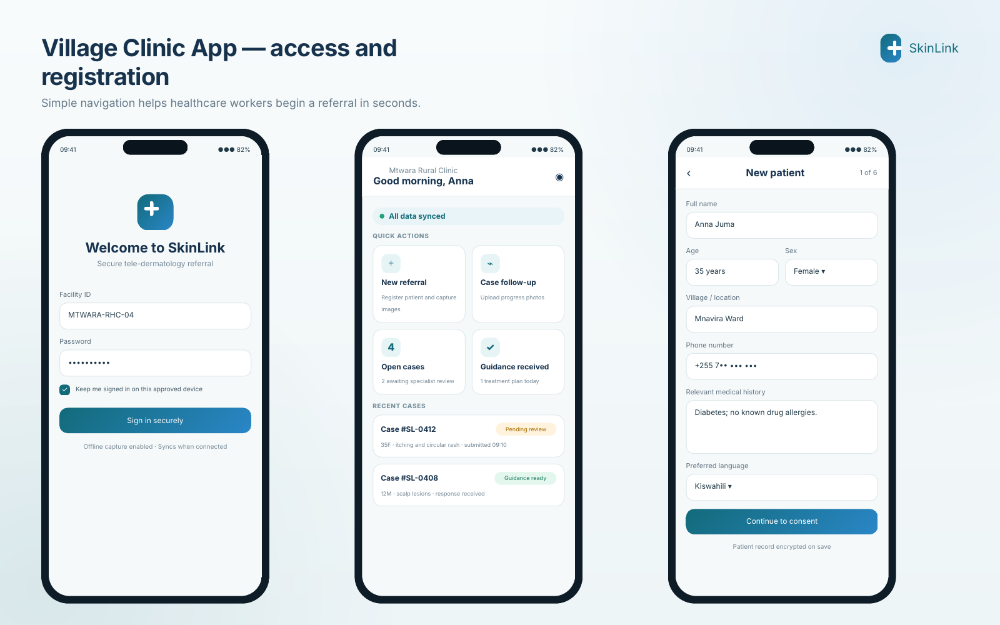 Village Clinic App — access and
registration
Simple navigation helps healthcare workers begin a referral in seconds.
SkinLink
09:41
●●● 82%
Welcome to SkinLink
Secure tele-dermatology referral
Facility ID
MTWARA-RHC-04
Password
••••••••••
✓ Keep me signed in on this approved device
Sign in securely
Offline capture enabled · Syncs when connected
09:41
●●● 82%
Mtwara Rural Clinic
Good morning, Anna
◉
All data synced
QUICK ACTIONS
+
New referral
Register patient and capture
images
⌁
Case follow-up
Upload progress photos
4
Open cases
2 awaiting specialist review
✓
Guidance received
1 treatment plan today
RECENT CASES
Case #SL-0412
Pending review
35F · itching and circular rash · submitted 09:10
Case #SL-0408
Guidance ready
12M · scalp lesions · response received
09:41
●●● 82%
‹
New patient
1 of 6
Full name
Anna Juma
Age
35 years
Sex
Female ▾
Village / location
Mnavira Ward
Phone number
+255 7•• ••• •••
Relevant medical history
Diabetes; no known drug allergies.
Preferred language
Kiswahili ▾
Continue to consent
Patient record encrypted on save